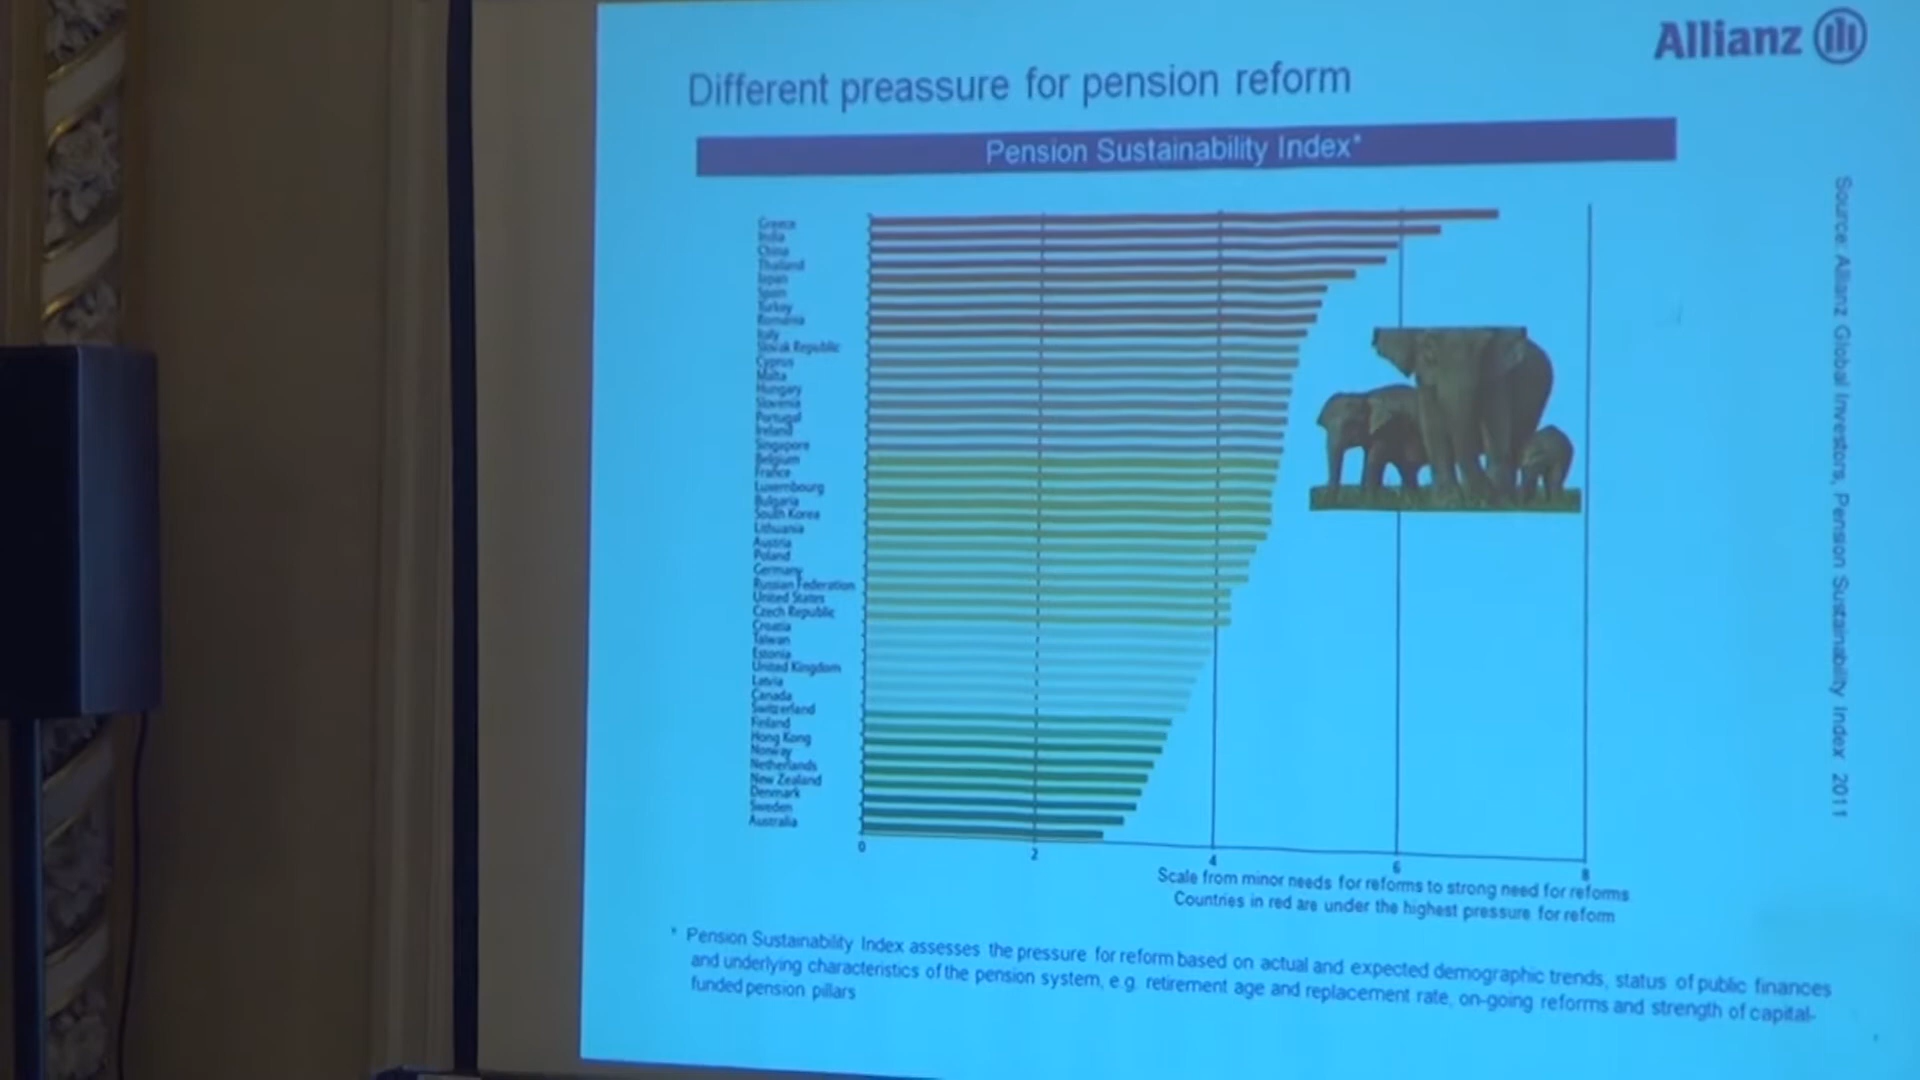 Allianz
Different preassure for pension reform
Pension Sustainability Index*
Greece
India
China
Thailand
Japan
Spain
Turkey
Romania
Italy
Slovak Republic
Cyprus
Malta
Hungary
Slovenia
Portugal
Ireland
Singapore
Belgium
France
Luxembourg
Bulgaria
South Korea
Lithuania
Austria
Poland
Germany
Russian Federation
United States
Czech Republic
Croatia
Taiwan
Estonia
United Kingdom
Latvia
Canada
Switzerland
Finland
Hong Kong
Norway
Netherlands
New Zealand
Denmark
Sweden
Australia
0 2 4 6 8
Scale from minor needs for reforms to strong need for reforms
Countries in red are under the highest pressure for reform
Source: Allianz Global Investors, Pension Sustainability Index 2011
* Pension Sustainability Index assesses the pressure for reform based on actual and expected demographic trends, status of public finances
and underlying characteristics of the pension system, e.g. retirement age and replacement rate, on-going reforms and strength of capital-
funded pension pillars